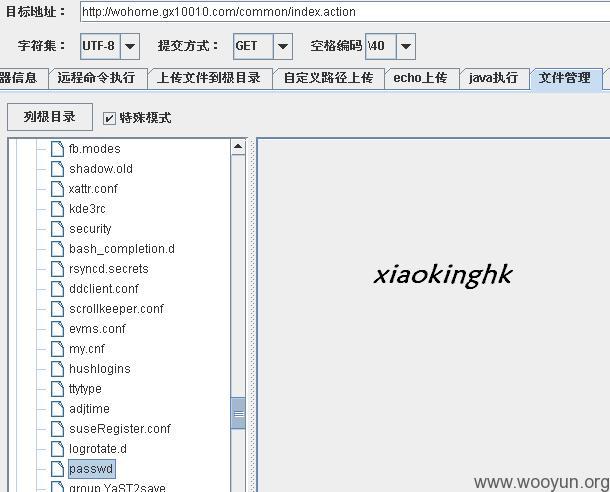 目标地址： http://wohome.gx10010.com/common/index.action
字符集： UTF-8 提交方式： GET 空格编码 \40
器信息 远程命令执行 上传文件到根目录 自定义路径上传 echo上传 java执行 文件管理
列根目录 特殊模式
fb.modes
shadow.old
xattr.conf
kde3rc
security
bash_completion.d
rsyncd.secrets
ddclient.conf
scrollkeeper.conf
evms.conf
my.cnf
hushlogins
ttytype
adjtime
suseRegister.conf
logrotate.d
passwd
group.YaST2save
xiaokinghk
www.wooyun.org